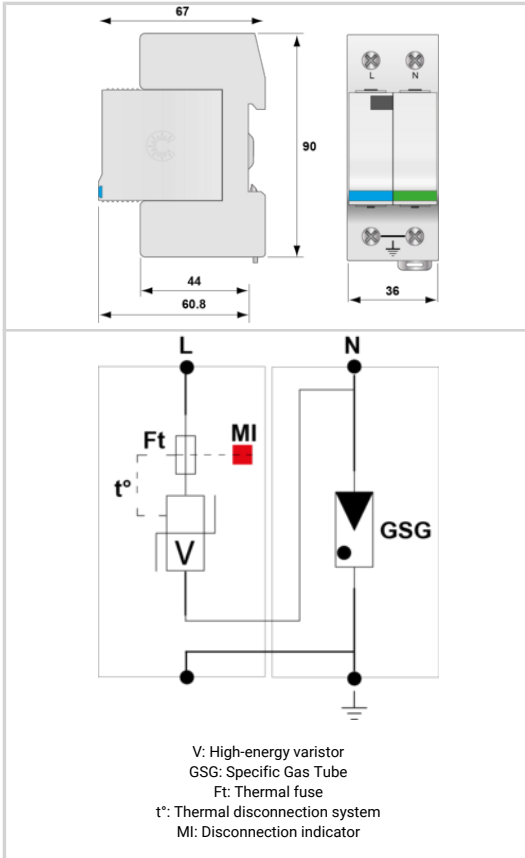 67
L N
90
44
60.8
36
L N
Ft MI
t°
V
GSG
V: High-energy varistor
GSG: Specific Gas Tube
Ft: Thermal fuse
t°: Thermal disconnection system
MI: Disconnection indicator